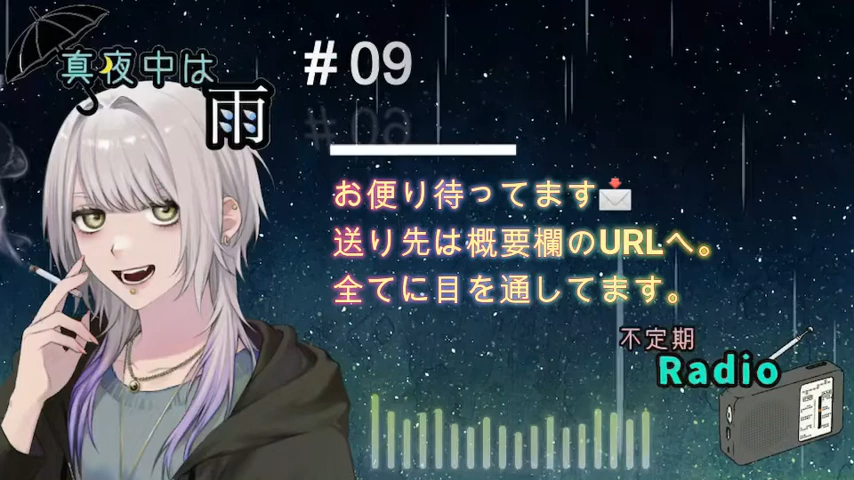 真夜中は
雨
#09
お便り待ってます📩
送り先は概要欄のURLへ。
全てに目を通してます。
不定期
Radio